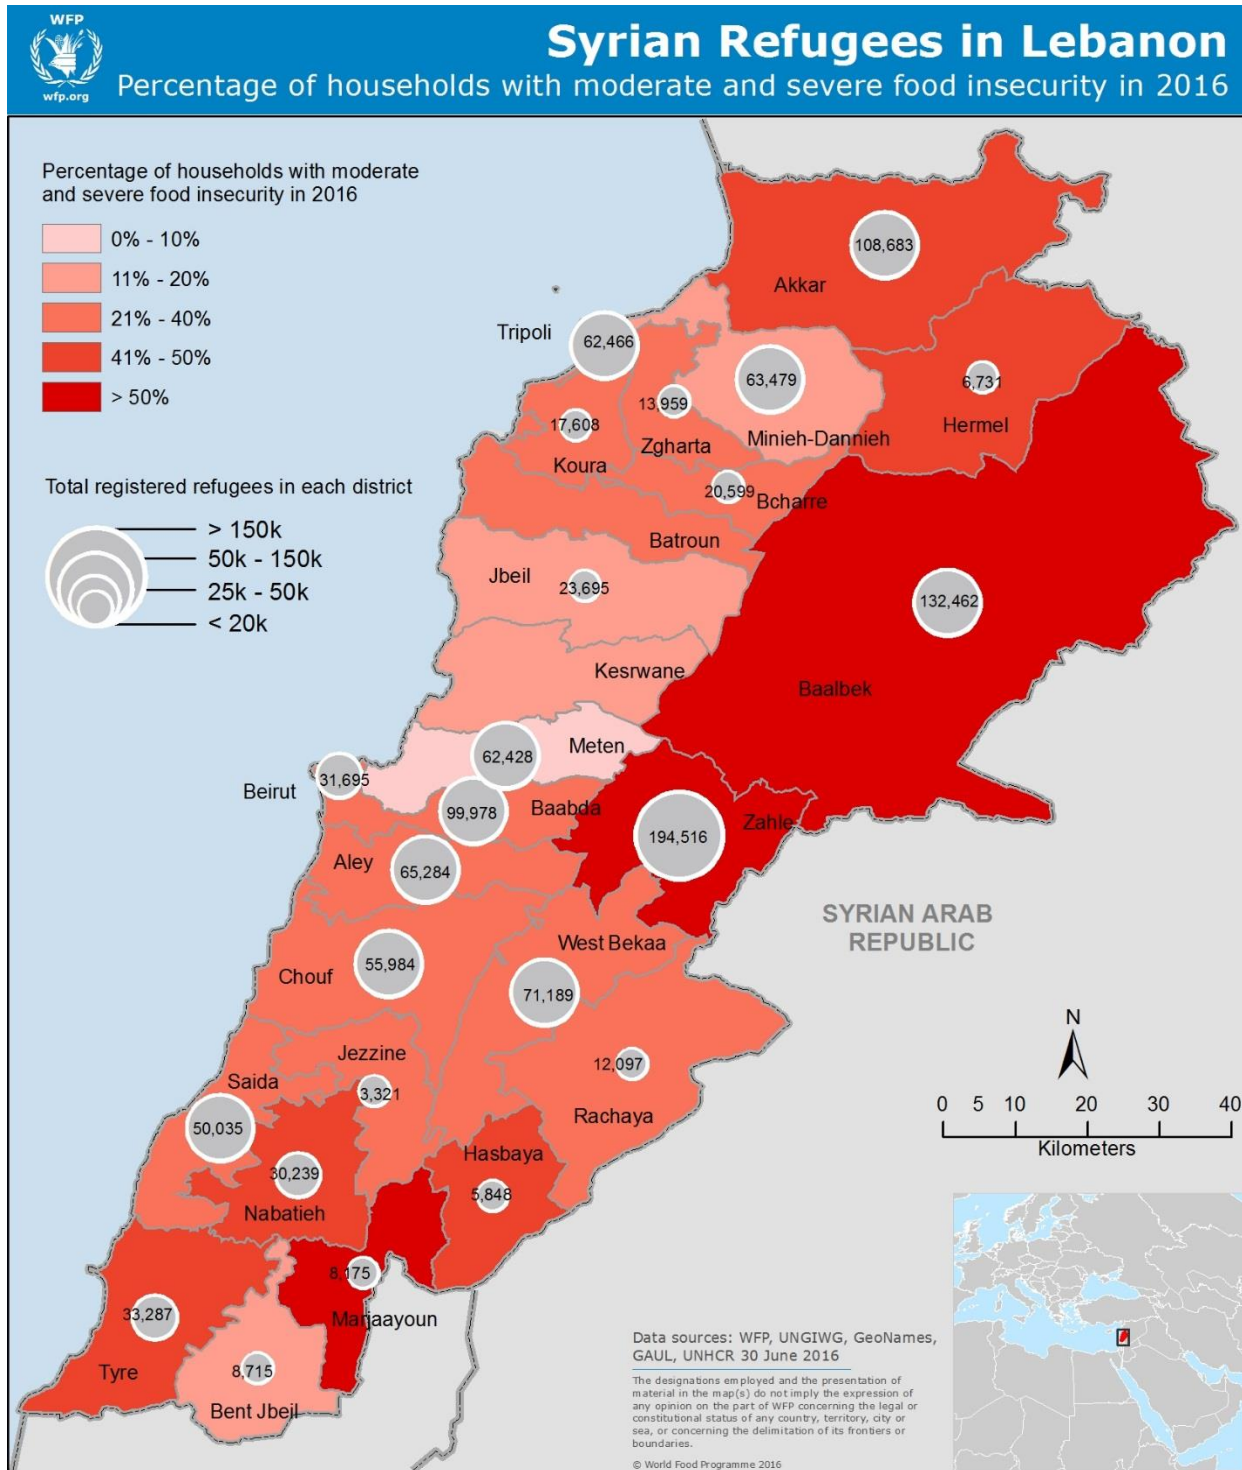 WFP
wfp.org
Syrian Refugees in Lebanon
Percentage of households with moderate and severe food insecurity in 2016
Percentage of households with moderate
and severe food insecurity in 2016
0% - 10%
11% - 20%
21% - 40%
41% - 50%
> 50%
Total registered refugees in each district
> 150k
50k - 150k
25k - 50k
< 20k
108,683
Akkar
Tripoli
62,466
63,479
6,731
13,959
17,608
Hermel
Minieh-Dannieh
Zgharta
Koura
20,599
Bcharre
Batroun
Jbeil
23,695
132,462
Kesrwane
Baalbek
Meten
62,428
31,695
Beirut
99,978
Baabda
Zahle
194,516
Aley
65,284
SYRIAN ARAB
REPUBLIC
West Bekaa
55,984
Chouf
71,189
Jezzine
12,097
Saida
3,321
Rachaya
50,035
Hasbaya
30,239
5,848
Nabatieh
8,175
33,287
Marjaayoun
Tyre
8,715
Bent Jbeil
N
0 5 10 20 30 40
Kilometers
Data sources: WFP, UNGIWG, GeoNames,
GAUL, UNHCR 30 June 2016
The designations employed and the presentation of
material in the map(s) do not imply the expression of
any opinion on the part of WFP concerning the legal or
constitutional status of any country, territory, city or
sea, or concerning the delimitation of its frontiers or
boundaries.
© World Food Programme 2016